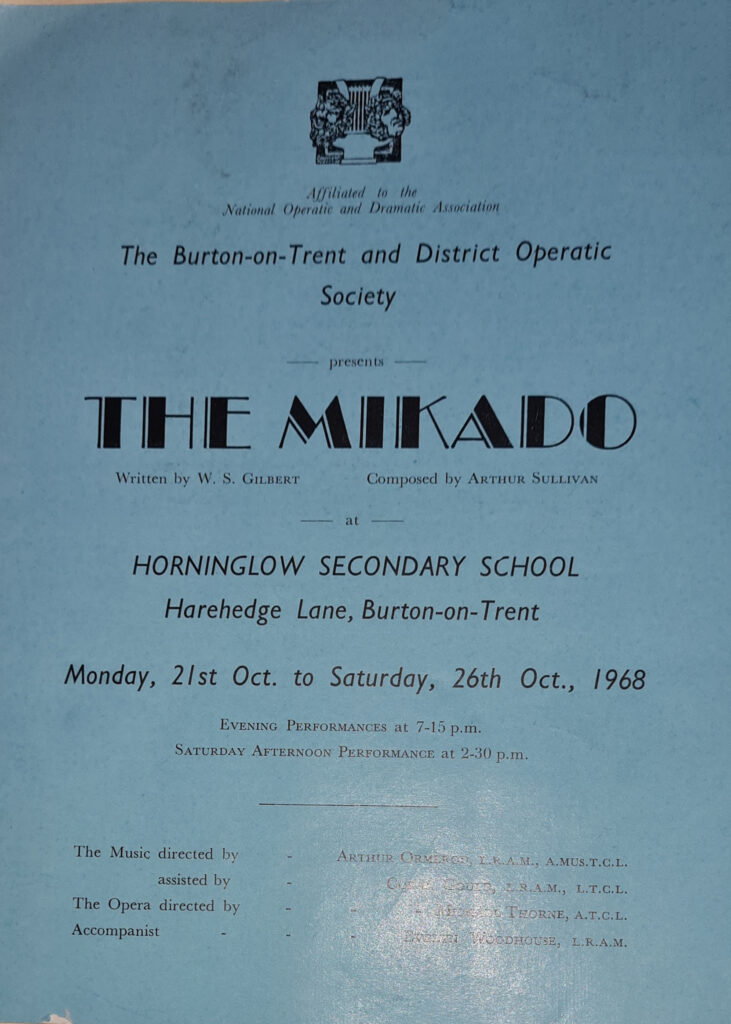 Affiliated to the
National Operatic and Dramatic Association
The Burton-on-Trent and District Operatic
Society
presents
THE MIKADO
Written by W. S. GILBERT Composed by ARTHUR SULLIVAN
at
HORNINGLOW SECONDARY SCHOOL
Harehedge Lane, Burton-on-Trent
Monday, 21st Oct. to Saturday, 26th Oct., 1968
EVENING PERFORMANCES at 7-15 p.m.
SATURDAY AFTERNOON PERFORMANCE at 2-30 p.m.
The Music directed by - ARTHUR ORMEROD, L.R.A.M., A.MUS.T.C.L.
assisted by - GOULD, L.R.A.M., L.T.C.L.
The Opera directed by - - - THORNE, A.T.C.L.
Accompanist - - - EVELYN WOODHOUSE, L.R.A.M.